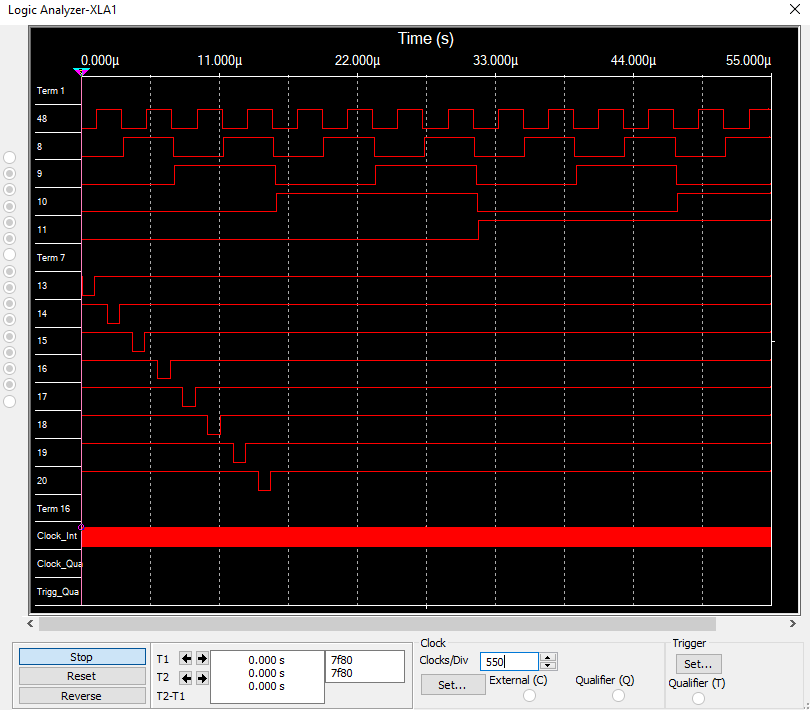 Logic Analyzer-XLA1
Time (s)
0.000μ 11.000μ 22.000μ 33.000μ 44.000μ 55.000μ
Term 1
48
8
9
10
11
Term 7
13
14
15
16
17
18
19
20
Term 16
Clock_Int
Clock_Qua
Trigg_Qua
Stop
Reset
Reverse
T1
T2
T2-T1
0.000 s
0.000 s
0.000 s
7f80
7f80
Clock
Clocks/Div 550
Set...
External (C)
Qualifier (Q)
Trigger
Set...
Qualifier (T)